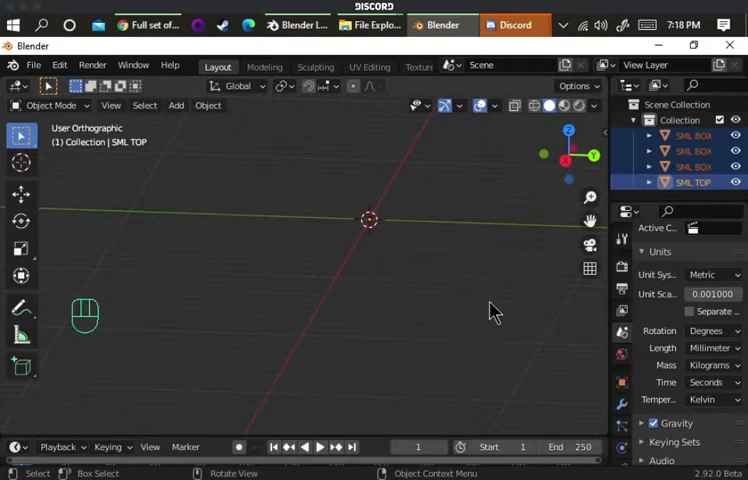 DISCORD
Full set of...
Blender L...
File Explo...
Blender
Discord
7:18 PM
Blender
File Edit Render Window Help Layout Modeling Sculpting UV Editing Textur Scene View Layer
Global Options
Object Mode View Select Add Object
User Orthographic
(1) Collection | SML TOP
Z
Y
X
Scene Collection
Collection
SML BOX
SML BOX
SML BOX
SML TOP
Active C...
Units
Unit Sys... Metric
Unit Sca... 0.001000
Separate ...
Rotation Degrees
Length Millimeter
Mass Kilograms
Time Seconds
Temper... Kelvin
Gravity
Keying Sets
Audio
Playback Keying View Marker 1 Start 1 End 250
Select Box Select Rotate View Object Context Menu 2.92.0 Beta